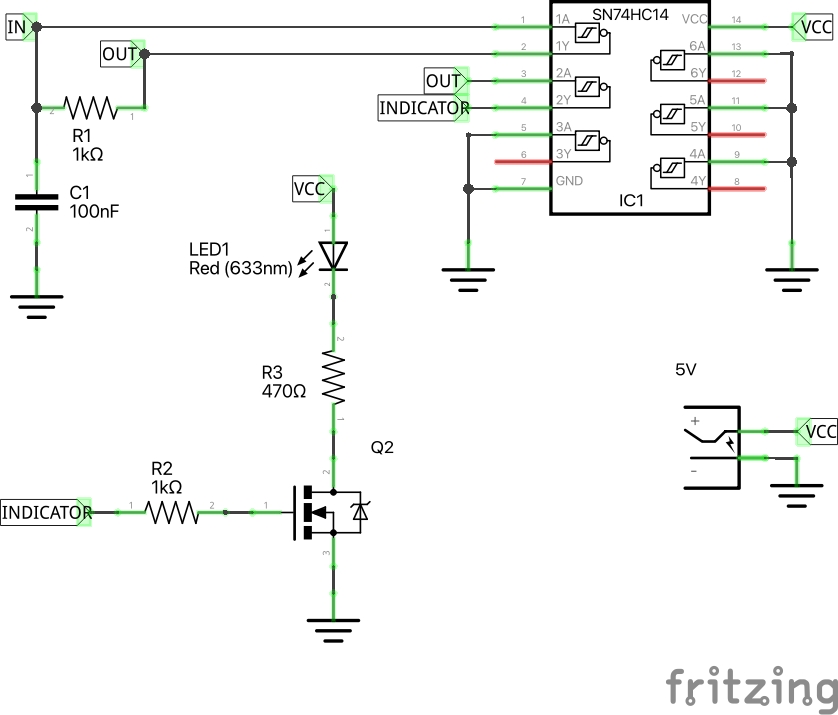 IN
OUT
2
1
R1
1kΩ
1
C1
100nF
2
SN74HC14
1 1A
2 1Y
OUT 3 2A
INDICATOR 4 2Y
5 3A
6 3Y
7 GND
VCC 14 VCC
6A 13
6Y 12
5A 11
5Y 10
4A 9
4Y 8
IC1
VCC
1
LED1
Red (633nm)
2
2
R3
470Ω
1
Q2
2
R2
1kΩ
INDICATOR 1 2 1
3
5V
+
VCC
-
fritzing